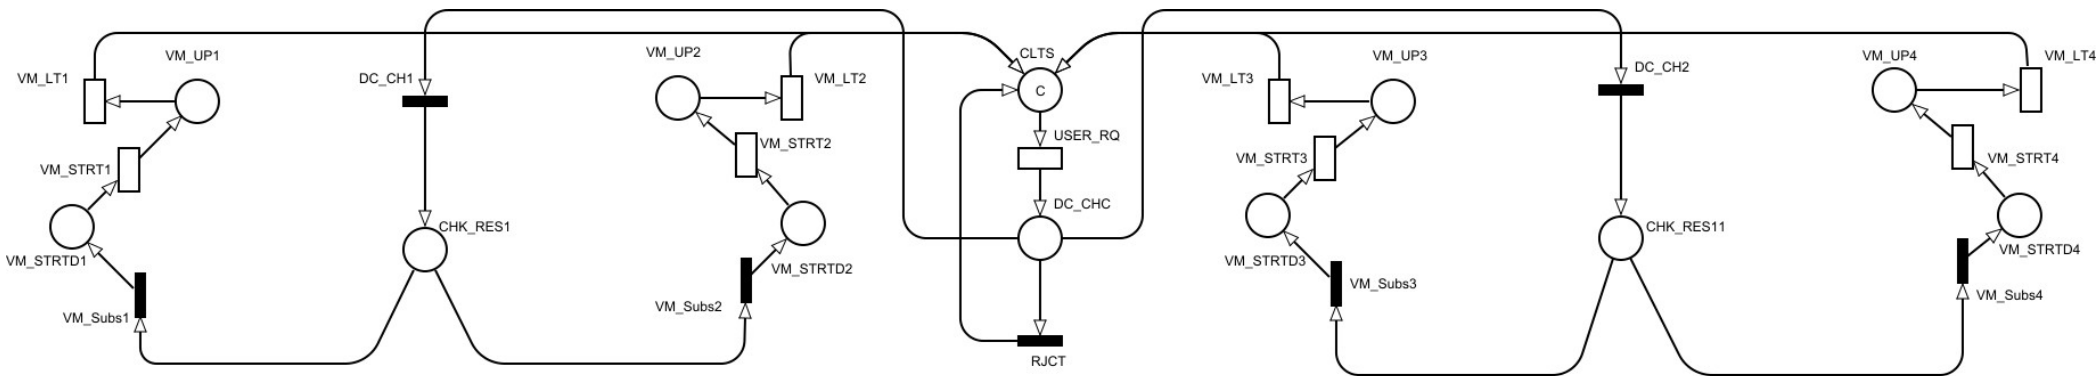 VM_UP1
VM_LT1
VM_STRT1
VM_STRTD1
VM_Subs1
DC_CH1
CHK_RES1
VM_UP2
VM_LT2
VM_STRT2
VM_STRTD2
VM_Subs2
CLTS
C
USER_RQ
DC_CHC
RJCT
VM_UP3
VM_LT3
VM_STRT3
VM_STRTD3
VM_Subs3
DC_CH2
CHK_RES11
VM_UP4
VM_LT4
VM_STRT4
VM_STRTD4
VM_Subs4